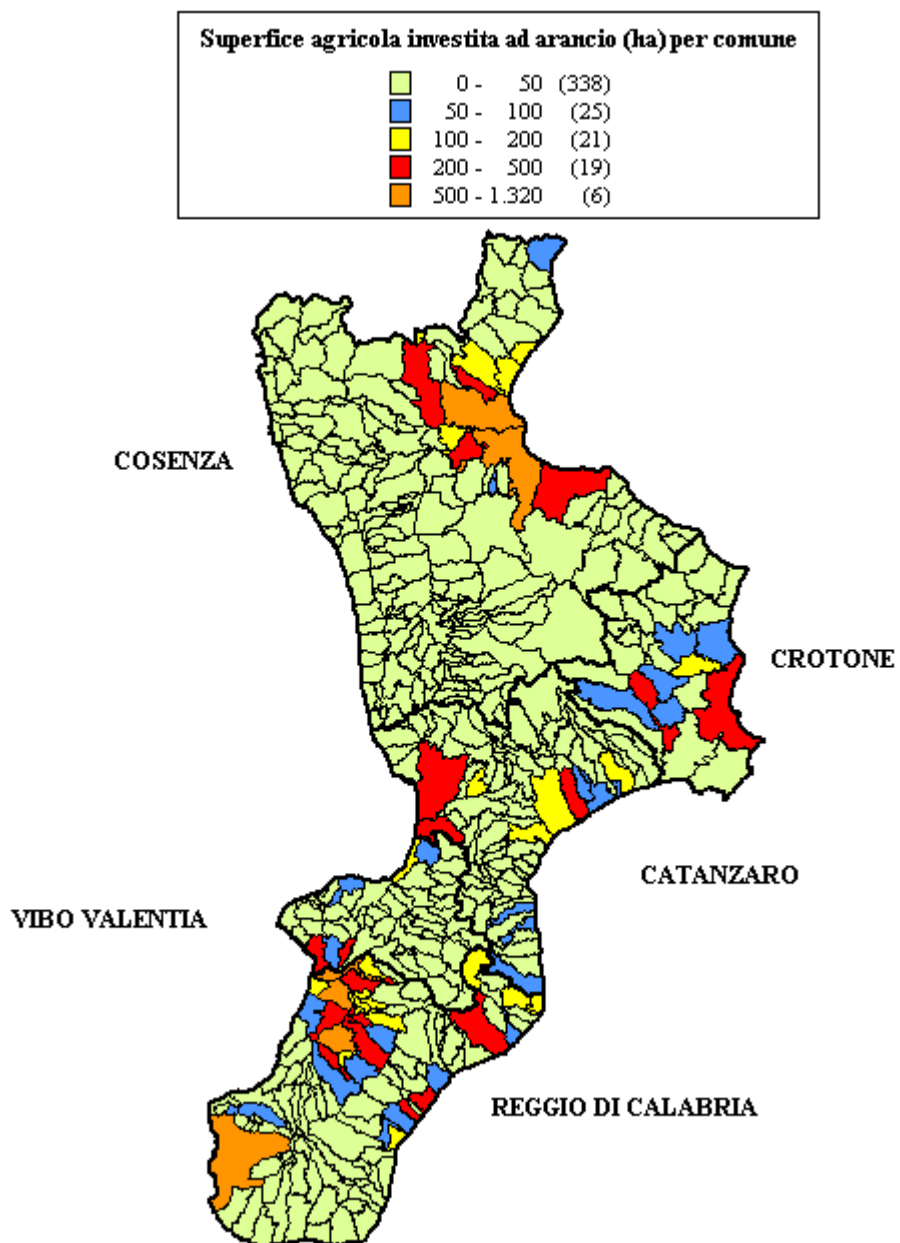 Superfice agricola investita ad arancio (ha) per comune
0 - 50 (338)
50 - 100 (25)
100 - 200 (21)
200 - 500 (19)
500 - 1.320 (6)
COSENZA
CROTONE
CATANZARO
VIBO VALENTIA
REGGIO DI CALABRIA